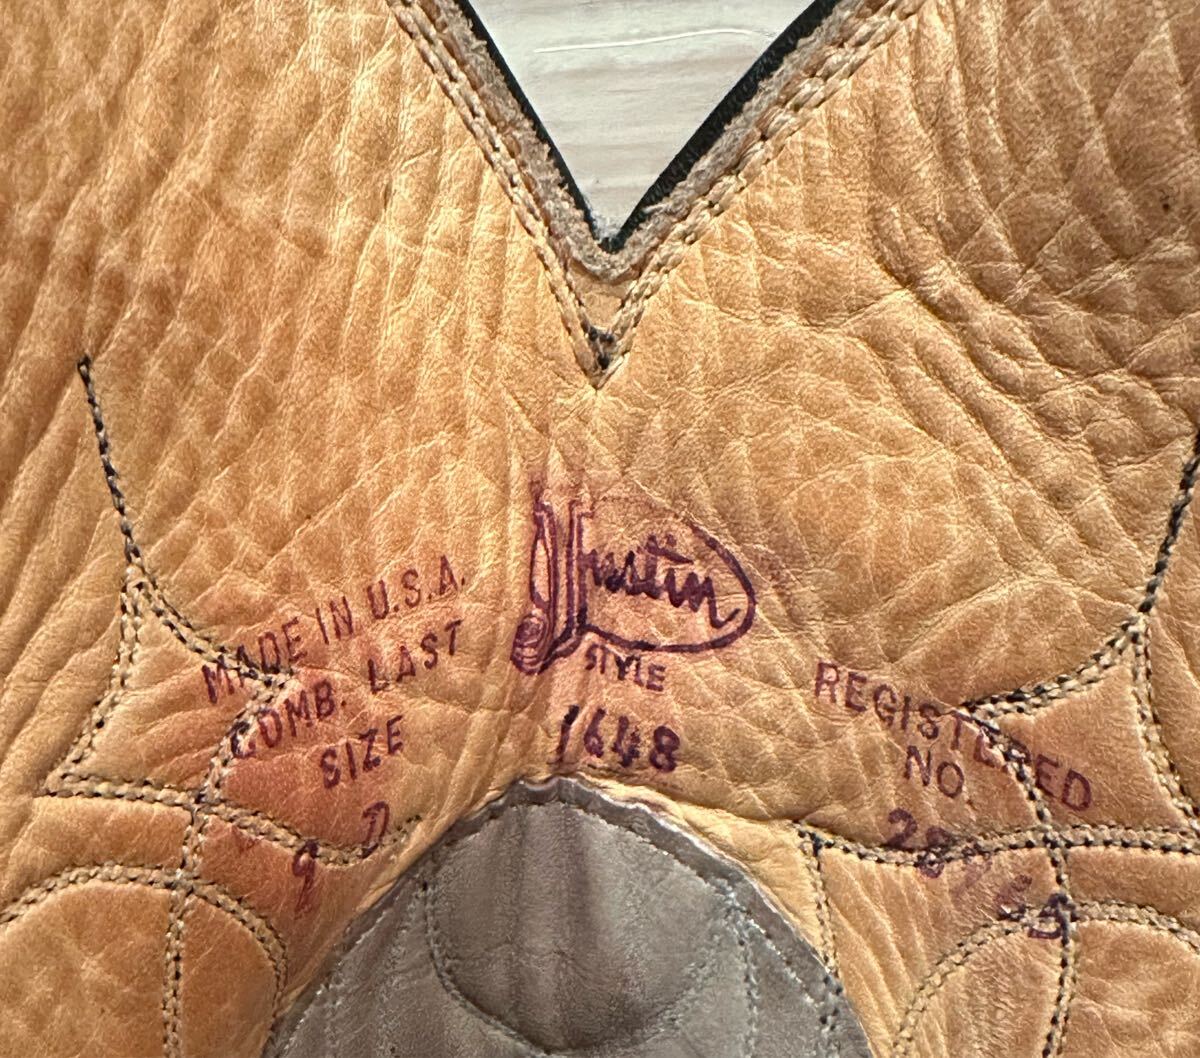 MADE IN U.S.A.
COMB. LAST
SIZE
9 D
Justin
STYLE
1648
REGISTERED
NO.